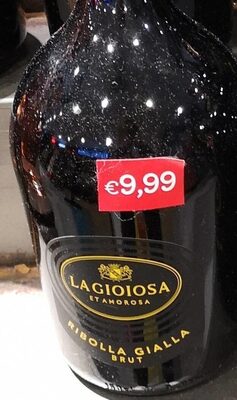 €9,99
LA GIOIOSA
ET AMOROSA
RIBOLLA GIALLA
BRUT